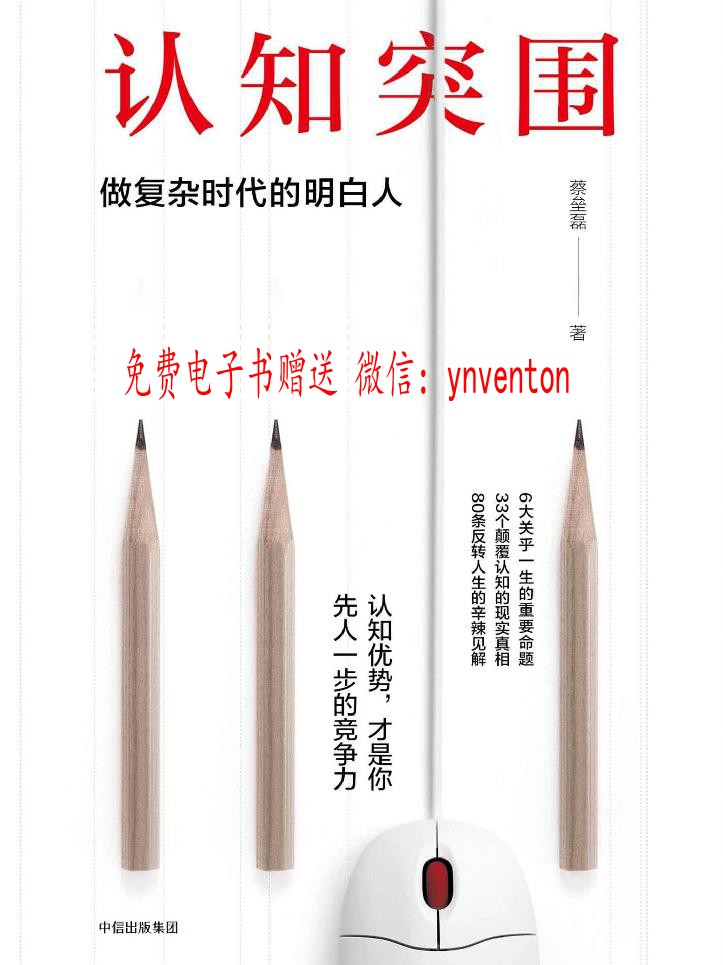 认知突围
做复杂时代的明白人
蔡垒磊 著
免费电子书赠送 微信：ynventon
6大关乎一生的重要命题
33个颠覆认知的现实真相
80条反转人生的辛辣见解
认知优势，才是你
先人一步的竞争力
中信出版集团